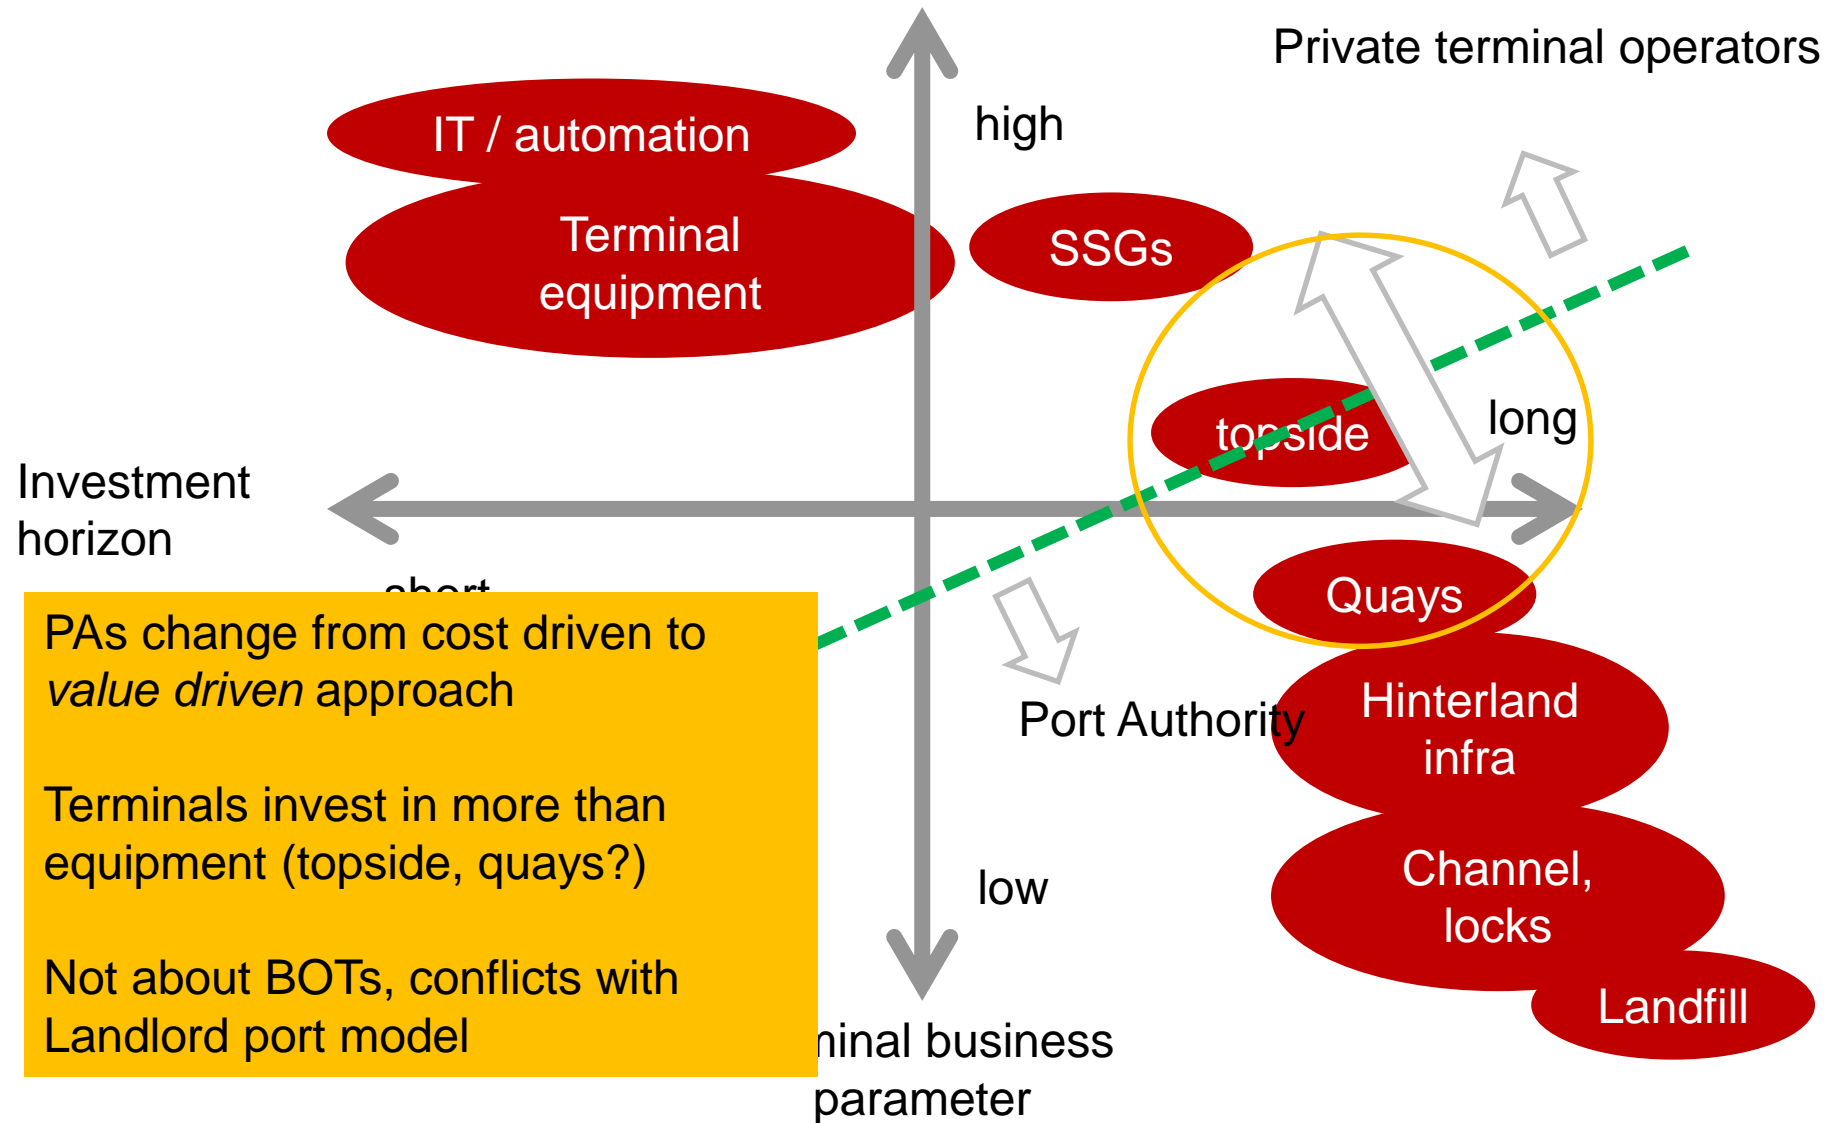 Private terminal operators
IT / automation
high
Terminal
equipment
SSGs
topside
long
Investment
horizon
Quays
PAs change from cost driven to
value driven approach
Terminals invest in more than
equipment (topside, quays?)
Not about BOTs, conflicts with
Landlord port model
Port Authority
Hinterland
infra
low
Channel,
locks
Landfill
business
parameter